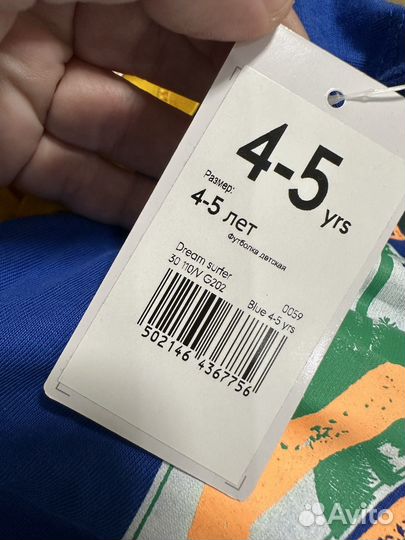 4-5 yrs
Размер:
4-5 лет
Футболка детская
Dream surfer 0059
30 110/V G202 Blue 4-5 yrs
502146 4367756
Avito